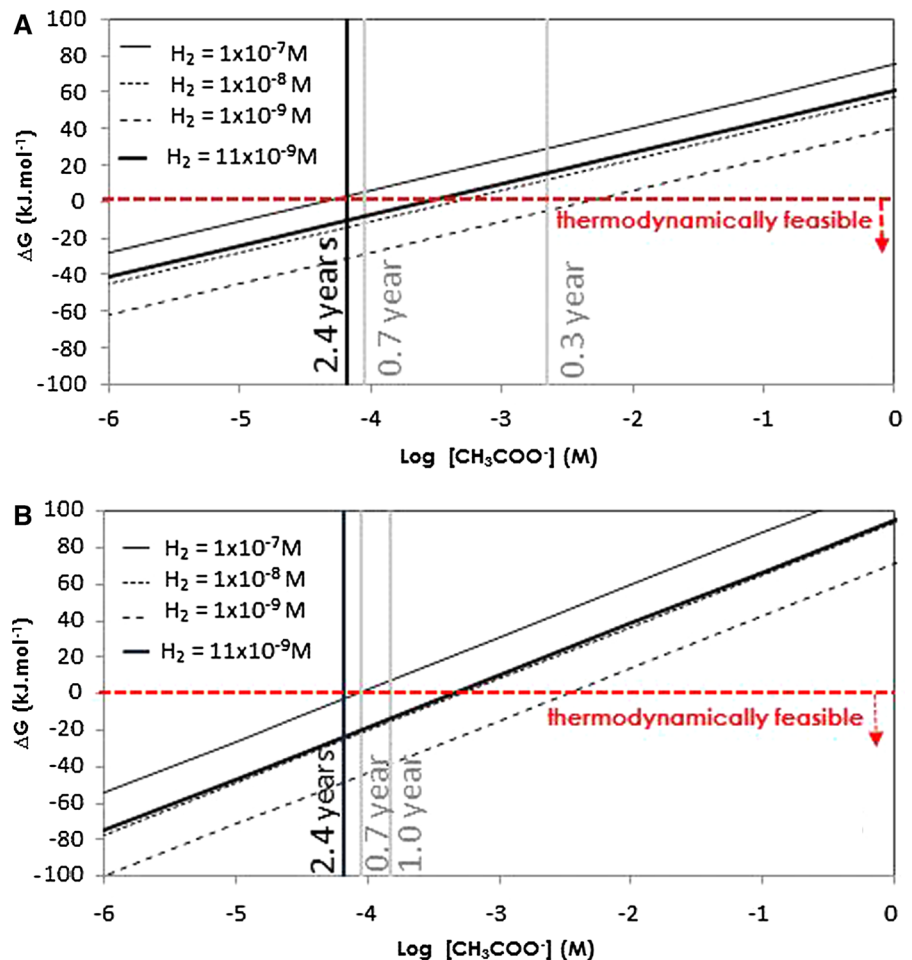 A
100
80
60
40
20
0
-20
-40
-60
-80
-100
ΔG (kJ.mol-1)
H2 = 1x10-7M
H2 = 1x10-8 M
H2 = 1x10-9 M
H2 = 11x10-9M
thermodynamically feasible
2.4 years
0.7 year
0.3 year
-6
-5
-4
-3
-2
-1
0
Log [CH3COO-] (M)
B
100
80
60
40
20
0
-20
-40
-60
-80
-100
ΔG (kJ.mol-1)
H2 = 1x10-7M
H2 = 1x10-8 M
H2 = 1x10-9 M
H2 = 11x10-9M
thermodynamically feasible
2.4 years
0.7 year
1.0 year
-6
-5
-4
-3
-2
-1
0
Log [CH3COO-] (M)